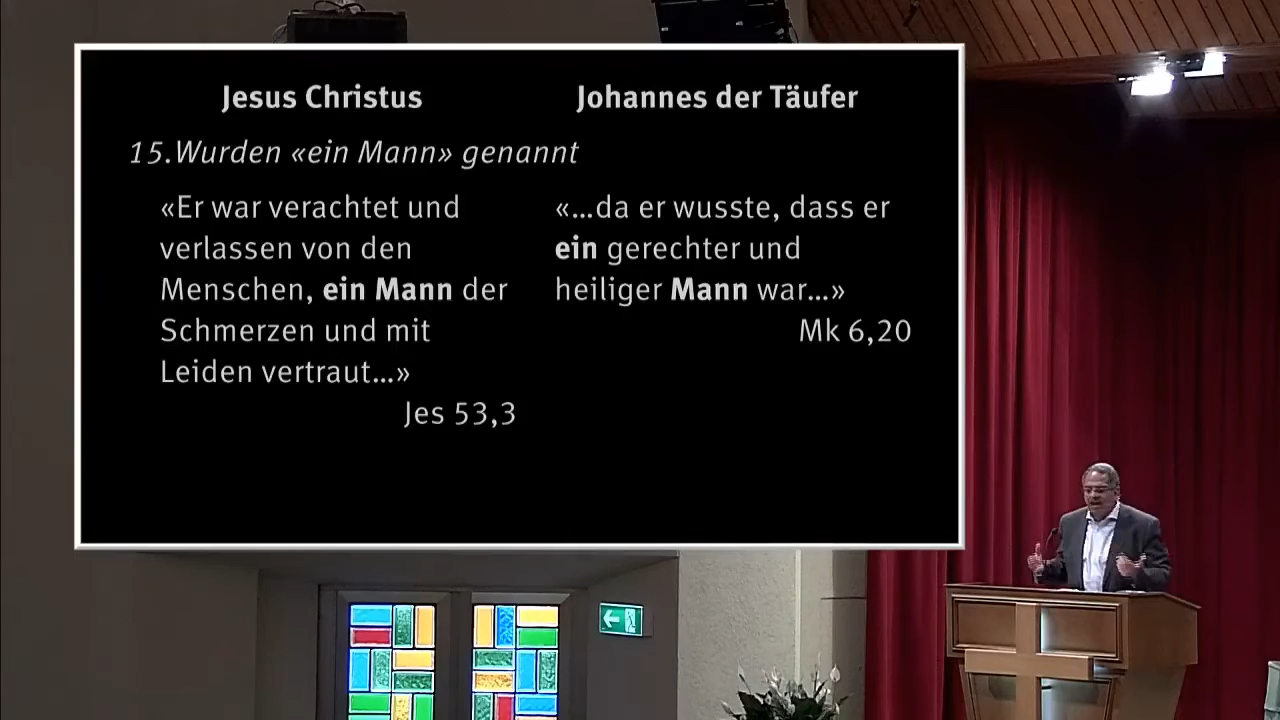 Jesus Christus
Johannes der Täufer
15.Wurden «ein Mann» genannt
«Er war verachtet und
verlassen von den
Menschen, ein Mann der
Schmerzen und mit
Leiden vertraut...»
Jes 53,3
«...da er wusste, dass er
ein gerechter und
heiliger Mann war...»
Mk 6,20